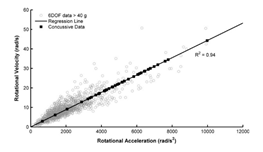 6DOF data > 40 g
Regression Line
Concussive Data
R² = 0.94
Rotational Velocity (rad/s)
60
50
40
30
20
10
0
0 2000 4000 6000 8000 10000 12000
Rotational Acceleration (rad/s²)